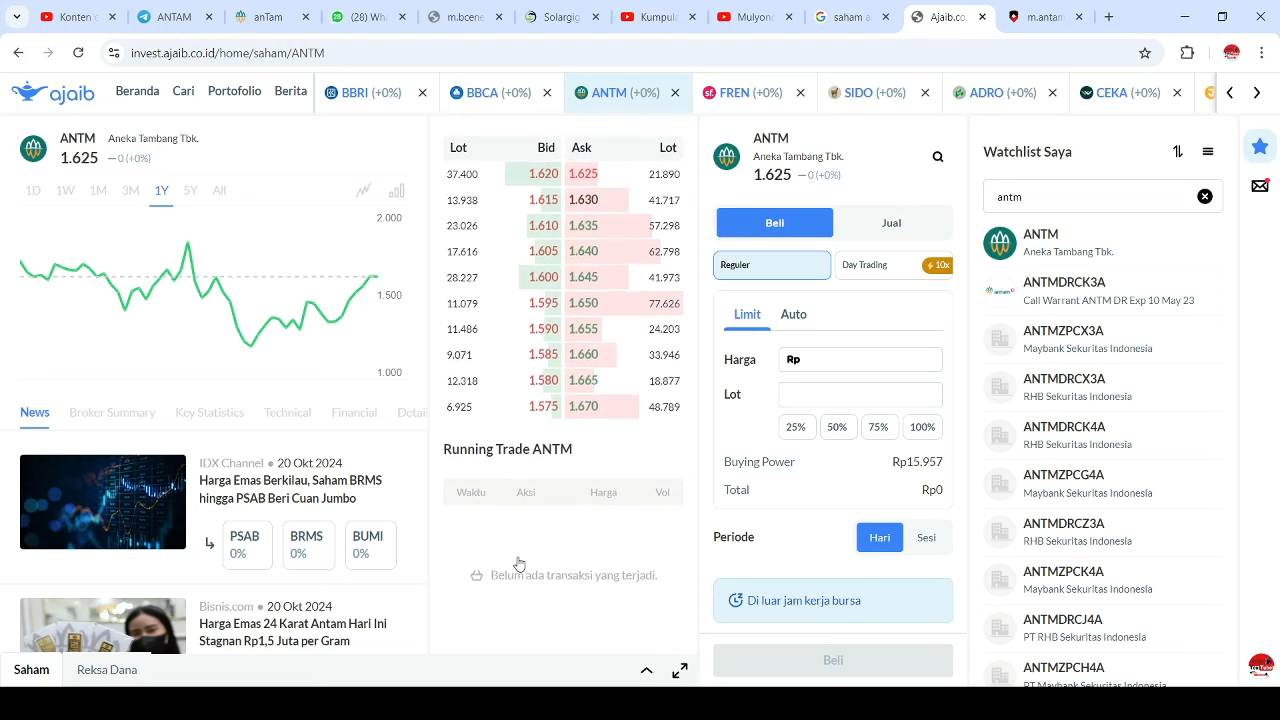 Konten
ANTAM
anTan
(28) Wha
idcemer
Solargis
Kumpul
Raymon
saham a
Ajaib.co
m.antam
invest.ajaib.co.id/home/saham/ANTM
ajaib
Beranda
Cari
Portofolio
Berita
BBRI (+0%)
BBCA (+0%)
ANTM (+0%)
FREN (+0%)
SIDO (+0%)
ADRO (+0%)
CEKA (+0%)
ANTM Aneka Tambang Tbk.
1.625 —0 (+0%)
1D 1W 1M 3M 1Y 5Y All
2.000
1.500
1.000
News Broker Summary Key Statistics Technical Financial Detai
IDX Channel • 20 Okt 2024
Harga Emas Berkilau, Saham BRMS
hingga PSAB Beri Cuan Jumbo
PSAB BRMS BUMI
0% 0% 0%
Bisnis.com • 20 Okt 2024
Harga Emas 24 Karat Antam Hari Ini
Stagnan Rp1,5 Juta per Gram
Saham Reksa Dana
Lot Bid Ask Lot
37.400 1.620 1.625 21.890
13.938 1.615 1.630 41.717
23.026 1.610 1.635 57.298
17.616 1.605 1.640 62.798
28.227 1.600 1.645 41.573
11.079 1.595 1.650 77.626
11.486 1.590 1.655 24.203
9.071 1.585 1.660 33.946
12.318 1.580 1.665 18.877
6.925 1.575 1.670 48.789
Running Trade ANTM
Waktu Aksi Harga Vol
Belum ada transaksi yang terjadi.
ANTM
Aneka Tambang Tbk.
1.625 —0 (+0%)
Beli Jual
Reguler Day Trading 10x
Limit Auto
Harga Rp
Lot
25% 50% 75% 100%
Buying Power Rp15.957
Total Rp0
Periode Hari Sesi
Di luar jam kerja bursa
Beli
Watchlist Saya
antm
ANTM
Aneka Tambang Tbk.
ANTMDRCK3A
Call Warrant ANTM DR Exp 10 May 23
ANTMZPCX3A
Maybank Sekuritas Indonesia
ANTMDRCX3A
RHB Sekuritas Indonesia
ANTMDRCK4A
RHB Sekuritas Indonesia
ANTMZPCG4A
Maybank Sekuritas Indonesia
ANTMDRCZ3A
RHB Sekuritas Indonesia
ANTMZPCK4A
Maybank Sekuritas Indonesia
ANTMDRCJ4A
PT RHB Sekuritas Indonesia
ANTMZPCH4A
PT Maybank Sekuritas Indonesia